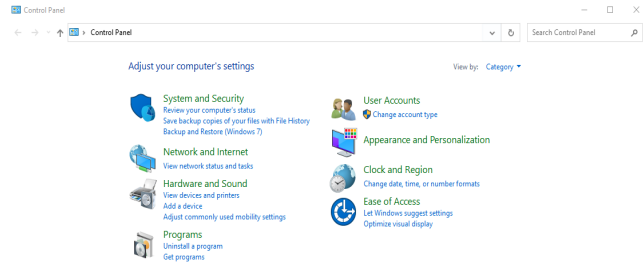 Control Panel
Control Panel
Search Control Panel
Adjust your computer's settings
View by: Category
System and Security
Review your computer's status
Save backup copies of your files with File History
Backup and Restore (Windows 7)
Network and Internet
View network status and tasks
Hardware and Sound
View devices and printers
Add a device
Adjust commonly used mobility settings
Programs
Uninstall a program
Get programs
User Accounts
Change account type
Appearance and Personalization
Clock and Region
Change date, time, or number formats
Ease of Access
Let Windows suggest settings
Optimize visual display